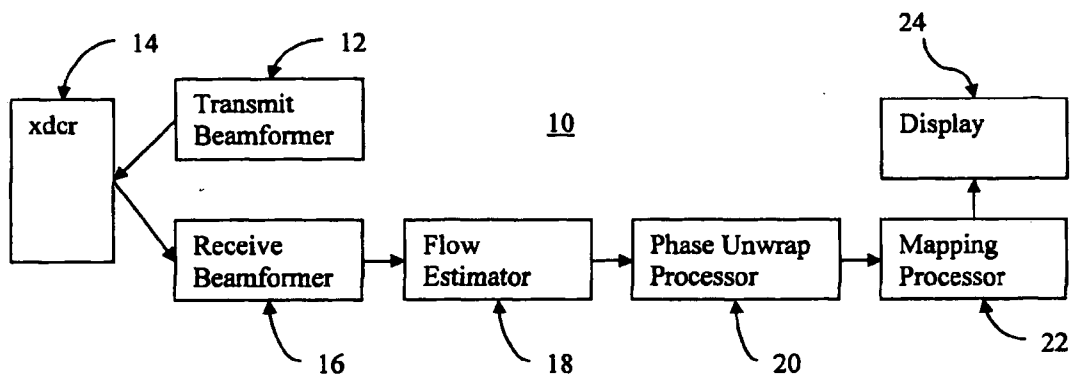 14
12
24
xdcr
Transmit
Beamformer
10
Display
Receive
Beamformer
Flow
Estimator
Phase Unwrap
Processor
Mapping
Processor
16
18
20
22